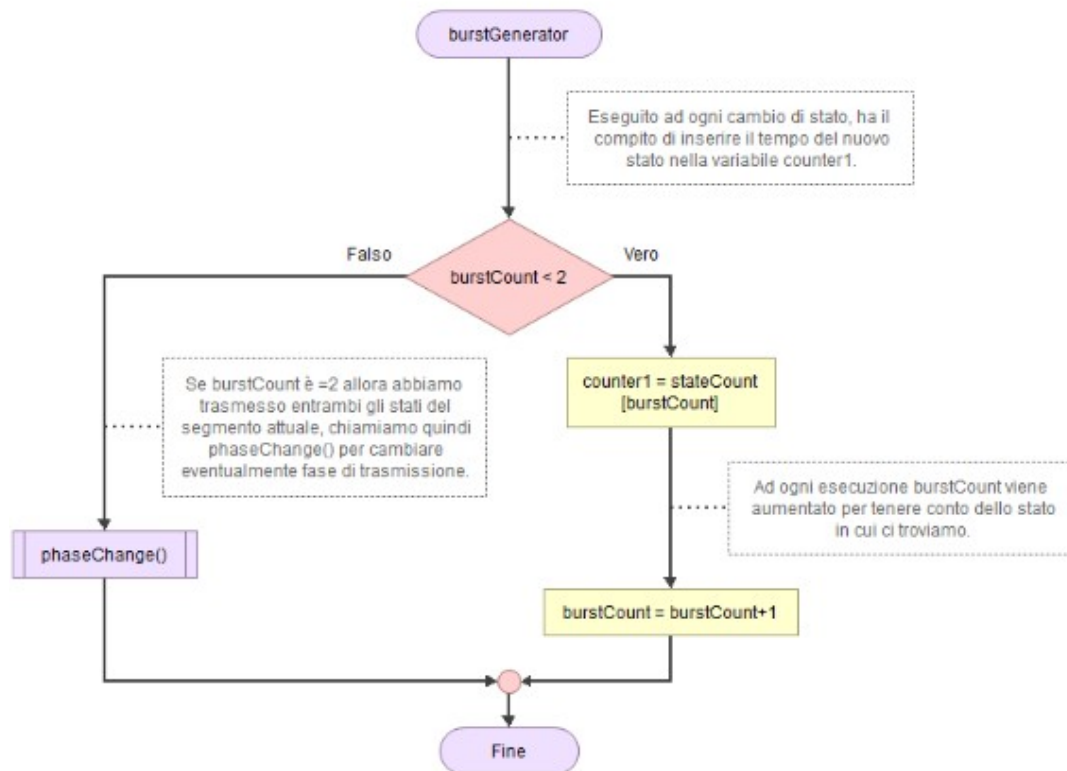 burstGenerator
Eseguito ad ogni cambio di stato, ha il
compito di inserire il tempo del nuovo
stato nella variabile counter1.
Falso
Vero
burstCount < 2
Se burstCount è =2 allora abbiamo
trasmesso entrambi gli stati del
segmento attuale, chiamiamo quindi
phaseChange() per cambiare
eventualmente fase di trasmissione.
counter1 = stateCount
[burstCount]
Ad ogni esecuzione burstCount viene
aumentato per tenere conto dello stato
in cui ci troviamo.
phaseChange()
burstCount = burstCount+1
Fine